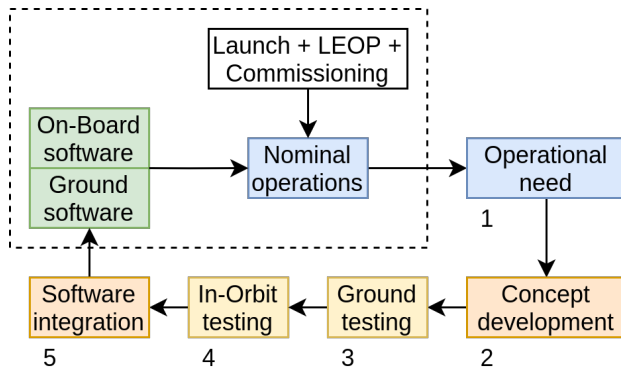 Launch + LEOP +
Commissioning
On-Board
software
Ground
software
Nominal
operations
Operational
need
1
Software
integration
In-Orbit
testing
Ground
testing
Concept
development
5
4
3
2